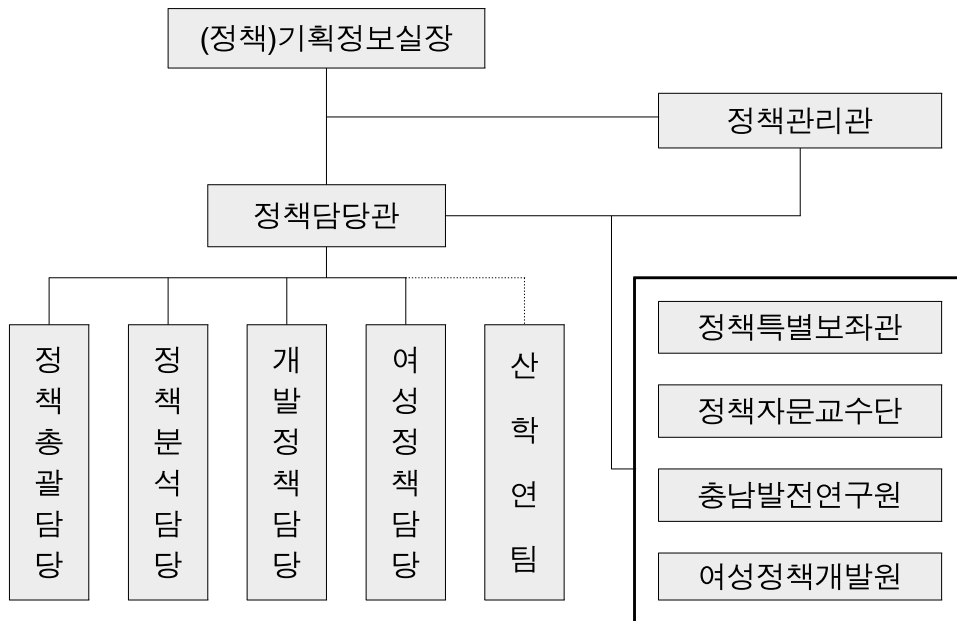 (정책)기획정보실장
정책관리관
정책담당관
정책총괄담당
정책분석담당
개발정책담당
여성정책담당
산학연팀
정책특별보좌관
정책자문교수단
충남발전연구원
여성정책개발원